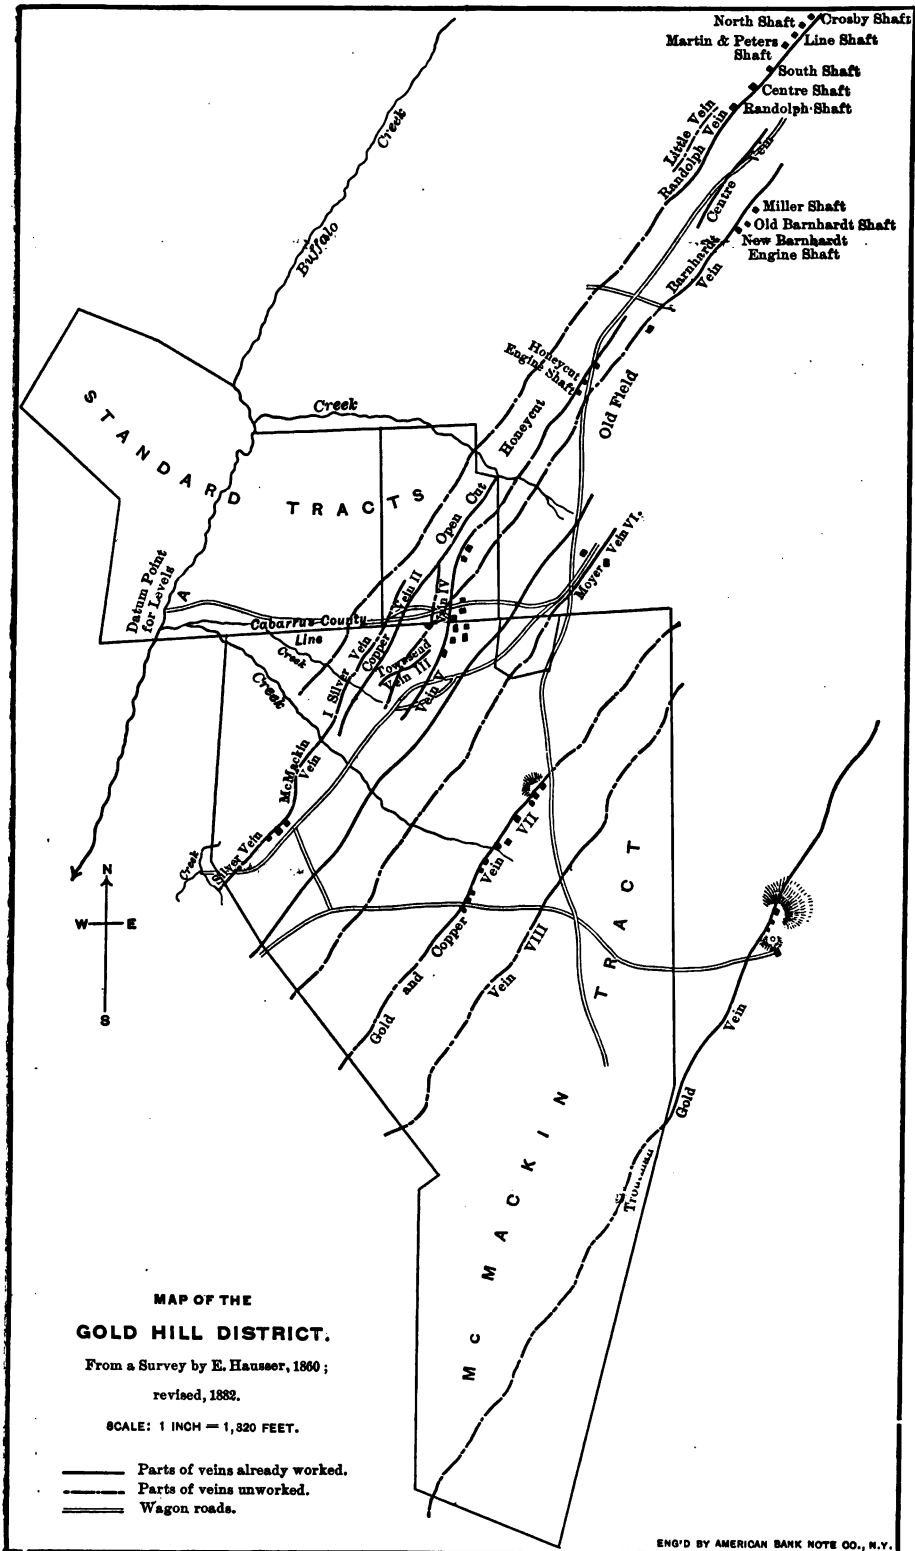 North Shaft
Crosby Shaft
Martin & Peters
Shaft
Line Shaft
South Shaft
Centre Shaft
Randolph Shaft
Little Vein
Randolph Vein
Centre Vein
Miller Shaft
Old Barnhardt Shaft
New Barnhardt
Engine Shaft
Barnhardt
Vein
Buffalo Creek
Honeycut
Engine Shaft
Old Field
Honeycut
Creek
STANDARD TRACTS
Open Cut
Moyer Vein VI.
Datum Point
for Levels
A
Cabarrus County
Line
Creek
Creek
I Silver Vein
Copper Vein II
Vein IV
Townsend
Vein III
Vein V
McMackin
Vein
Silver Vein
Creek
N
W E
S
Gold and Copper Vein VII
Vein VIII
Gold Vein
McMACKIN TRACT
MAP OF THE
GOLD HILL DISTRICT.
From a Survey by E. Hausser, 1860;
revised, 1882.
SCALE: 1 INCH = 1,320 FEET.
Parts of veins already worked.
Parts of veins unworked.
Wagon roads.
ENG'D BY AMERICAN BANK NOTE CO., N.Y.